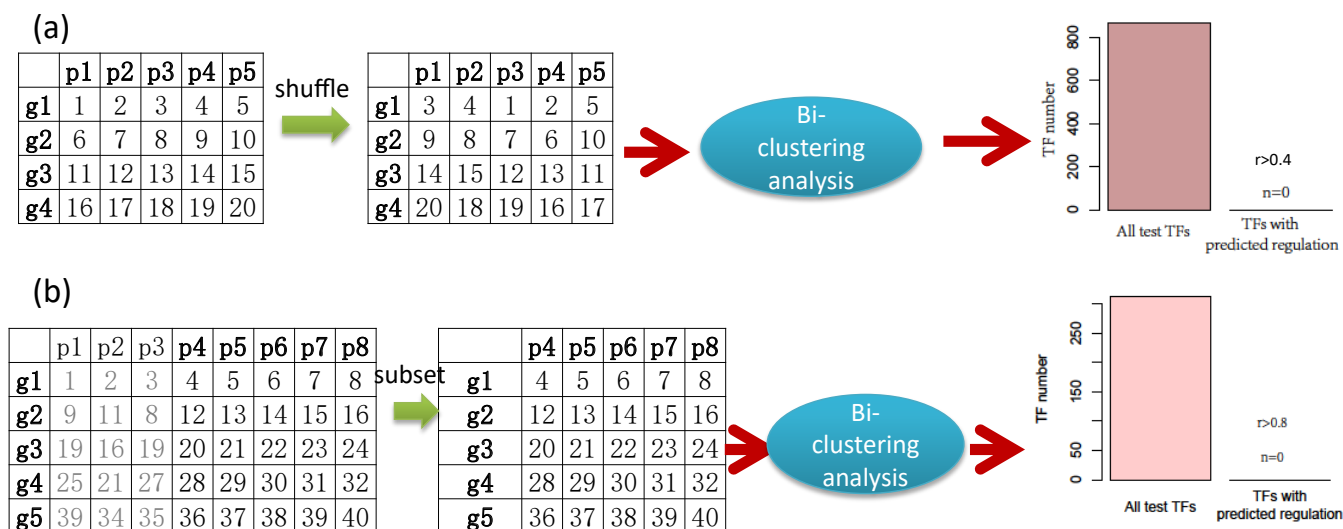 (a)
p1 p2 p3 p4 p5
g1 1 2 3 4 5
g2 6 7 8 9 10
g3 11 12 13 14 15
g4 16 17 18 19 20
shuffle
p1 p2 p3 p4 p5
g1 3 4 1 2 5
g2 9 8 7 6 10
g3 14 15 12 13 11
g4 20 18 19 16 17
Bi-
clustering
analysis
TF number
800
600
400
200
0
r>0.4
n=0
All test TFs
TFs with
predicted regulation
(b)
p1 p2 p3 p4 p5 p6 p7 p8
g1 1 2 3 4 5 6 7 8
g2 9 11 8 12 13 14 15 16
g3 19 16 19 20 21 22 23 24
g4 25 21 27 28 29 30 31 32
g5 39 34 35 36 37 38 39 40
subset
p4 p5 p6 p7 p8
g1 4 5 6 7 8
g2 12 13 14 15 16
g3 20 21 22 23 24
g4 28 29 30 31 32
g5 36 37 38 39 40
Bi-
clustering
analysis
TF number
250
150
50
0
r>0.8
n=0
All test TFs
TFs with
predicted regulation